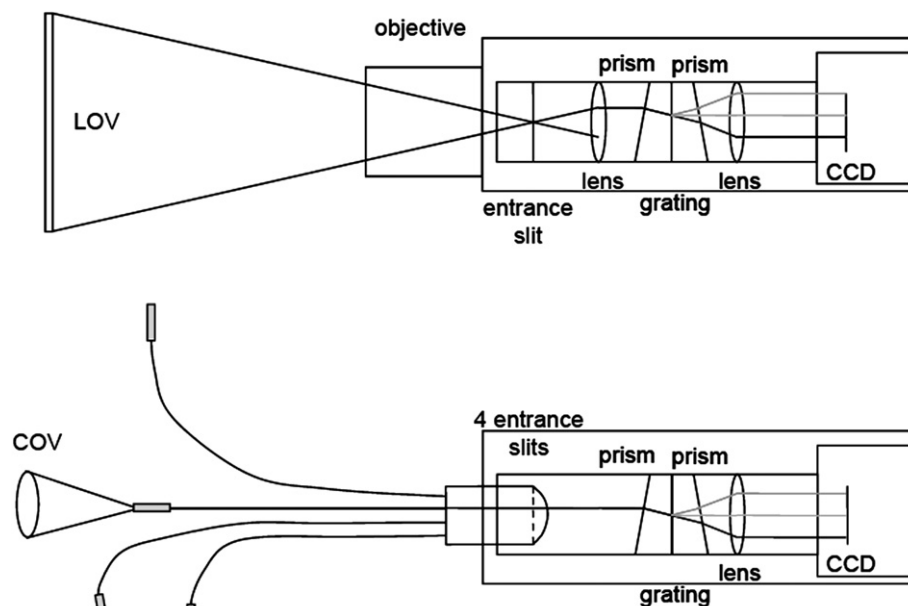 objective
prism prism
LOV
lens
lens
CCD
entrance
slit
grating
4 entrance
slits
COV
prism prism
lens
CCD
grating